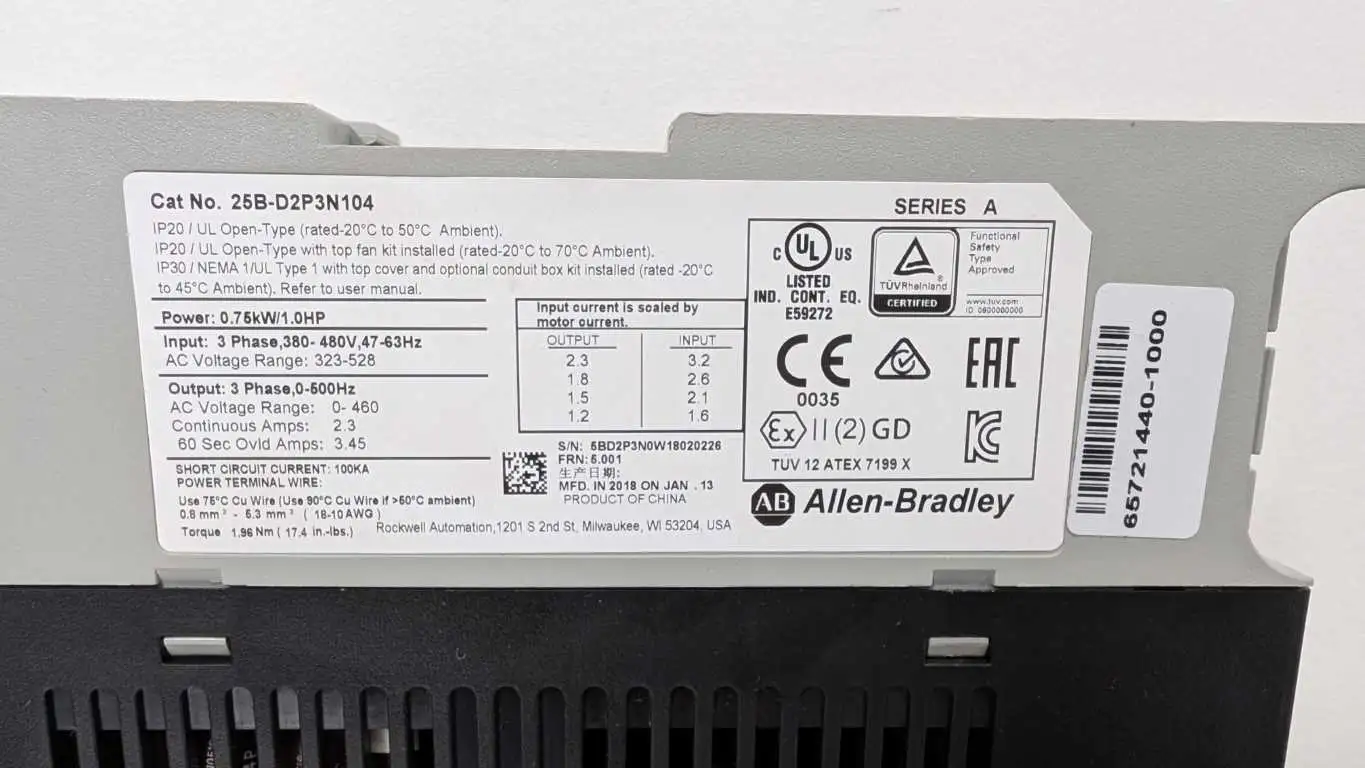 Cat No. 25B-D2P3N104
SERIES A
IP20 / UL Open-Type (rated-20°C to 50°C Ambient).
IP20 / UL Open-Type with top fan kit installed (rated-20°C to 70°C Ambient).
IP30 / NEMA 1/UL Type 1 with top cover and optional conduit box kit installed (rated -20°C
to 45°C Ambient). Refer to user manual.
Power: 0.75kW/1.0HP
Input: 3 Phase,380- 480V,47-63Hz
AC Voltage Range: 323-528
Output: 3 Phase,0-500Hz
AC Voltage Range: 0- 460
Continuous Amps: 2.3
60 Sec Ovld Amps: 3.45
SHORT CIRCUIT CURRENT: 100KA
POWER TERMINAL WIRE:
Use 75°C Cu Wire (Use 90°C Cu Wire if >50°C ambient)
0.8 mm² - 5.3 mm² ( 18-10 AWG )
Torque 1.96 Nm ( 17.4 in.-lbs.)
Input current is scaled by
motor current.
OUTPUT INPUT
2.3 3.2
1.8 2.6
1.5 2.1
1.2 1.6
S/N: 5BD2P3N0W18020226
FRN: 5.001
生产日期:
MFD. IN 2018 ON JAN . 13
PRODUCT OF CHINA
Rockwell Automation,1201 S 2nd St, Milwaukee, WI 53204, USA
C UL US
LISTED
IND. CONT. EQ.
E59272
TÜVRheinland
®
CERTIFIED
Functional
Safety
Type
Approved
www.tuv.com
ID 0600000000
CE
0035
EAC
Ex II (2) GD
KC
TUV 12 ATEX 7199 X
AB Allen-Bradley
65721440-1000